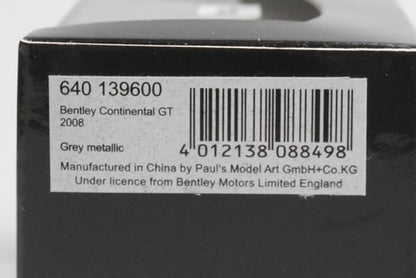 640 139600
Bentley Continental GT
2008
Grey metallic
4 012138 088498
Manufactured in China by Paul's Model Art GmbH+Co.KG
Under licence from Bentley Motors Limited England